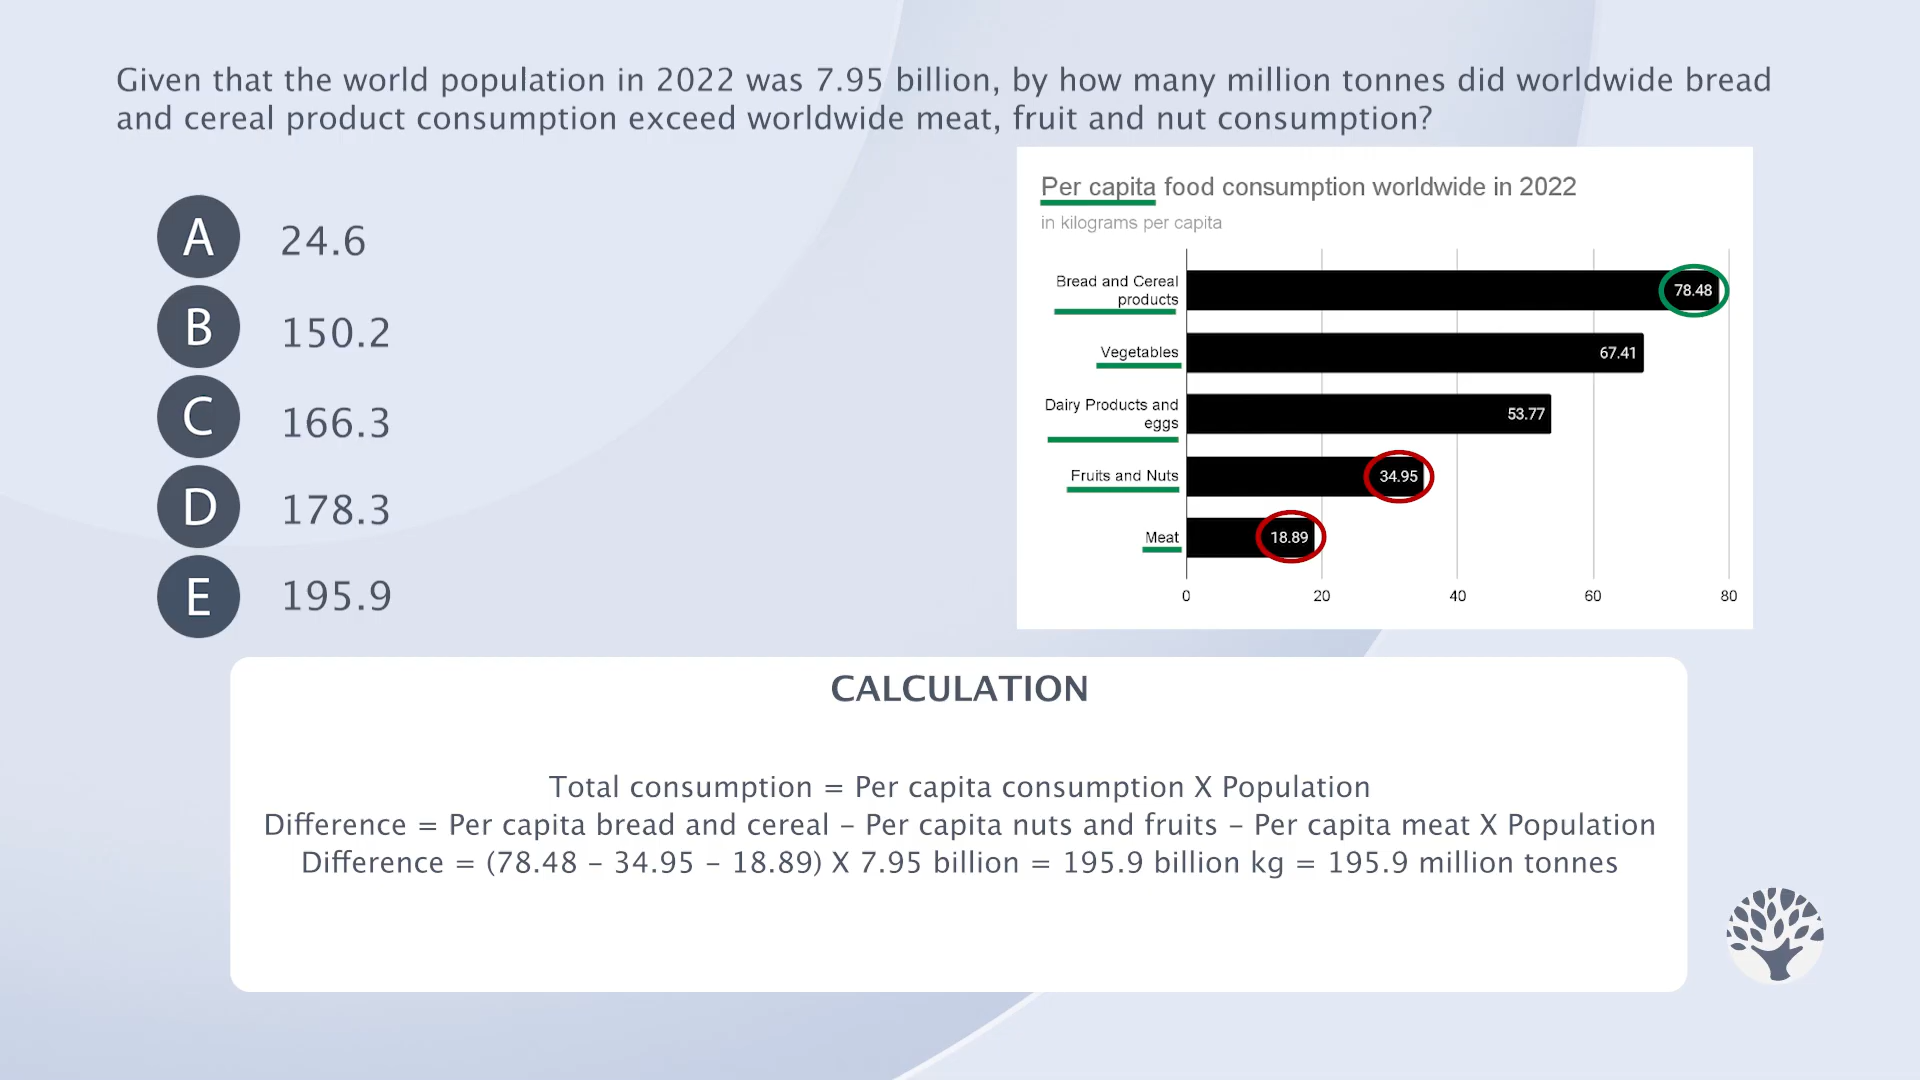 Given that the world population in 2022 was 7.95 billion, by how many million tonnes did worldwide bread
and cereal product consumption exceed worldwide meat, fruit and nut consumption?
A 24.6
B 150.2
C 166.3
D 178.3
E 195.9
Per capita food consumption worldwide in 2022
in kilograms per capita
Bread and Cereal
products
78.48
Vegetables
67.41
Dairy Products and
eggs
53.77
Fruits and Nuts
34.95
Meat
18.89
0 20 40 60 80
CALCULATION
Total consumption = Per capita consumption X Population
Difference = Per capita bread and cereal – Per capita nuts and fruits – Per capita meat X Population
Difference = (78.48 – 34.95 – 18.89) X 7.95 billion = 195.9 billion kg = 195.9 million tonnes